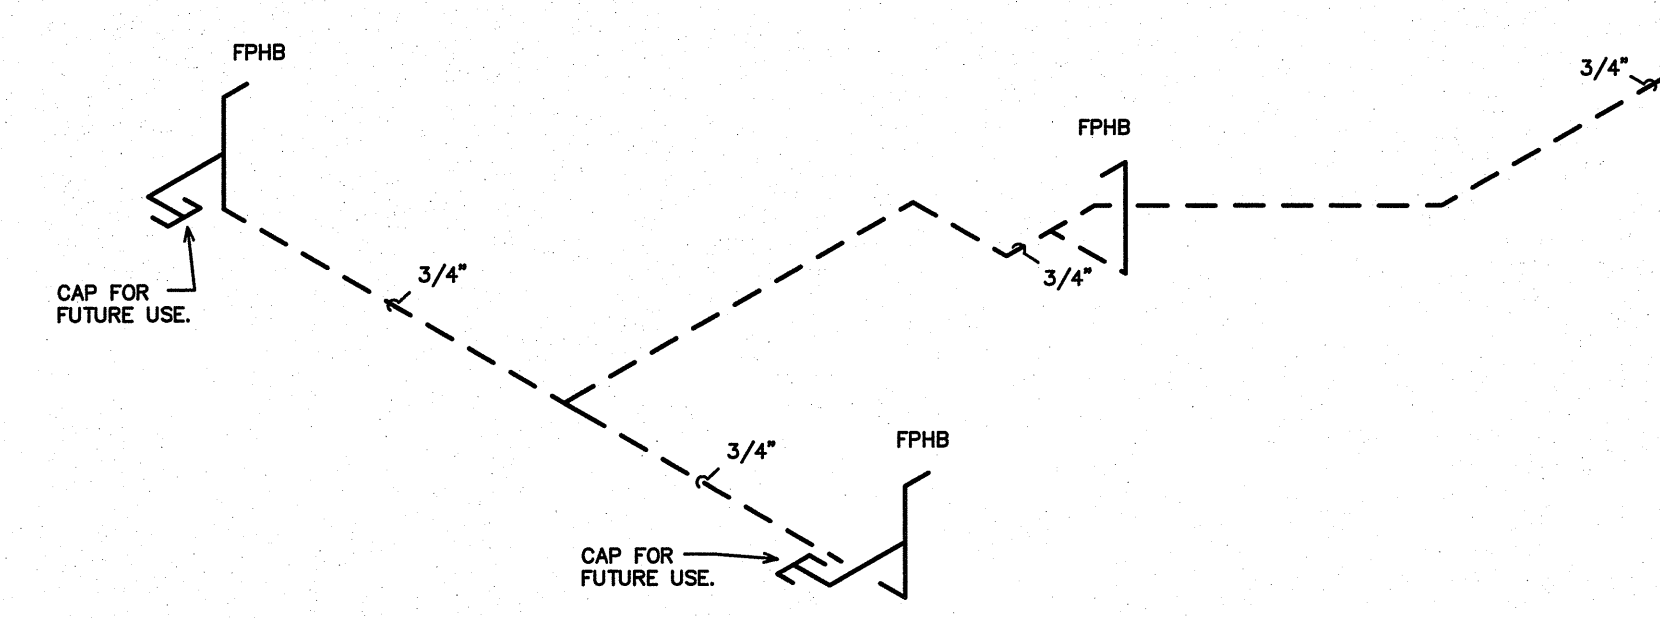 FPHB
3/4"
FPHB
3/4"
3/4"
CAP FOR
FUTURE USE.
FPHB
3/4"
CAP FOR
FUTURE USE.